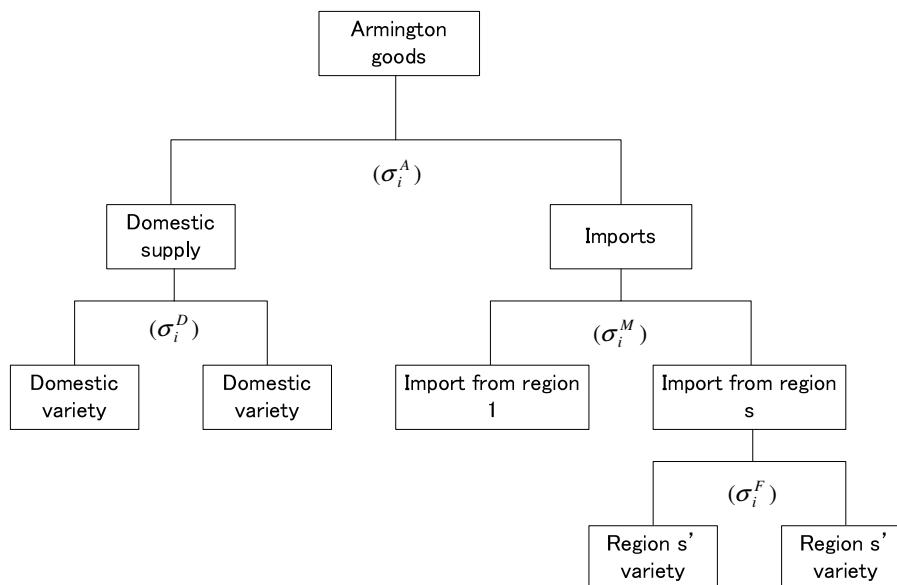 Armington
goods
(σ_i^A)
Domestic
supply
Imports
(σ_i^D)
(σ_i^M)
Domestic
variety
Domestic
variety
Import from region
1
Import from region
s
(σ_i^F)
Region s'
variety
Region s'
variety